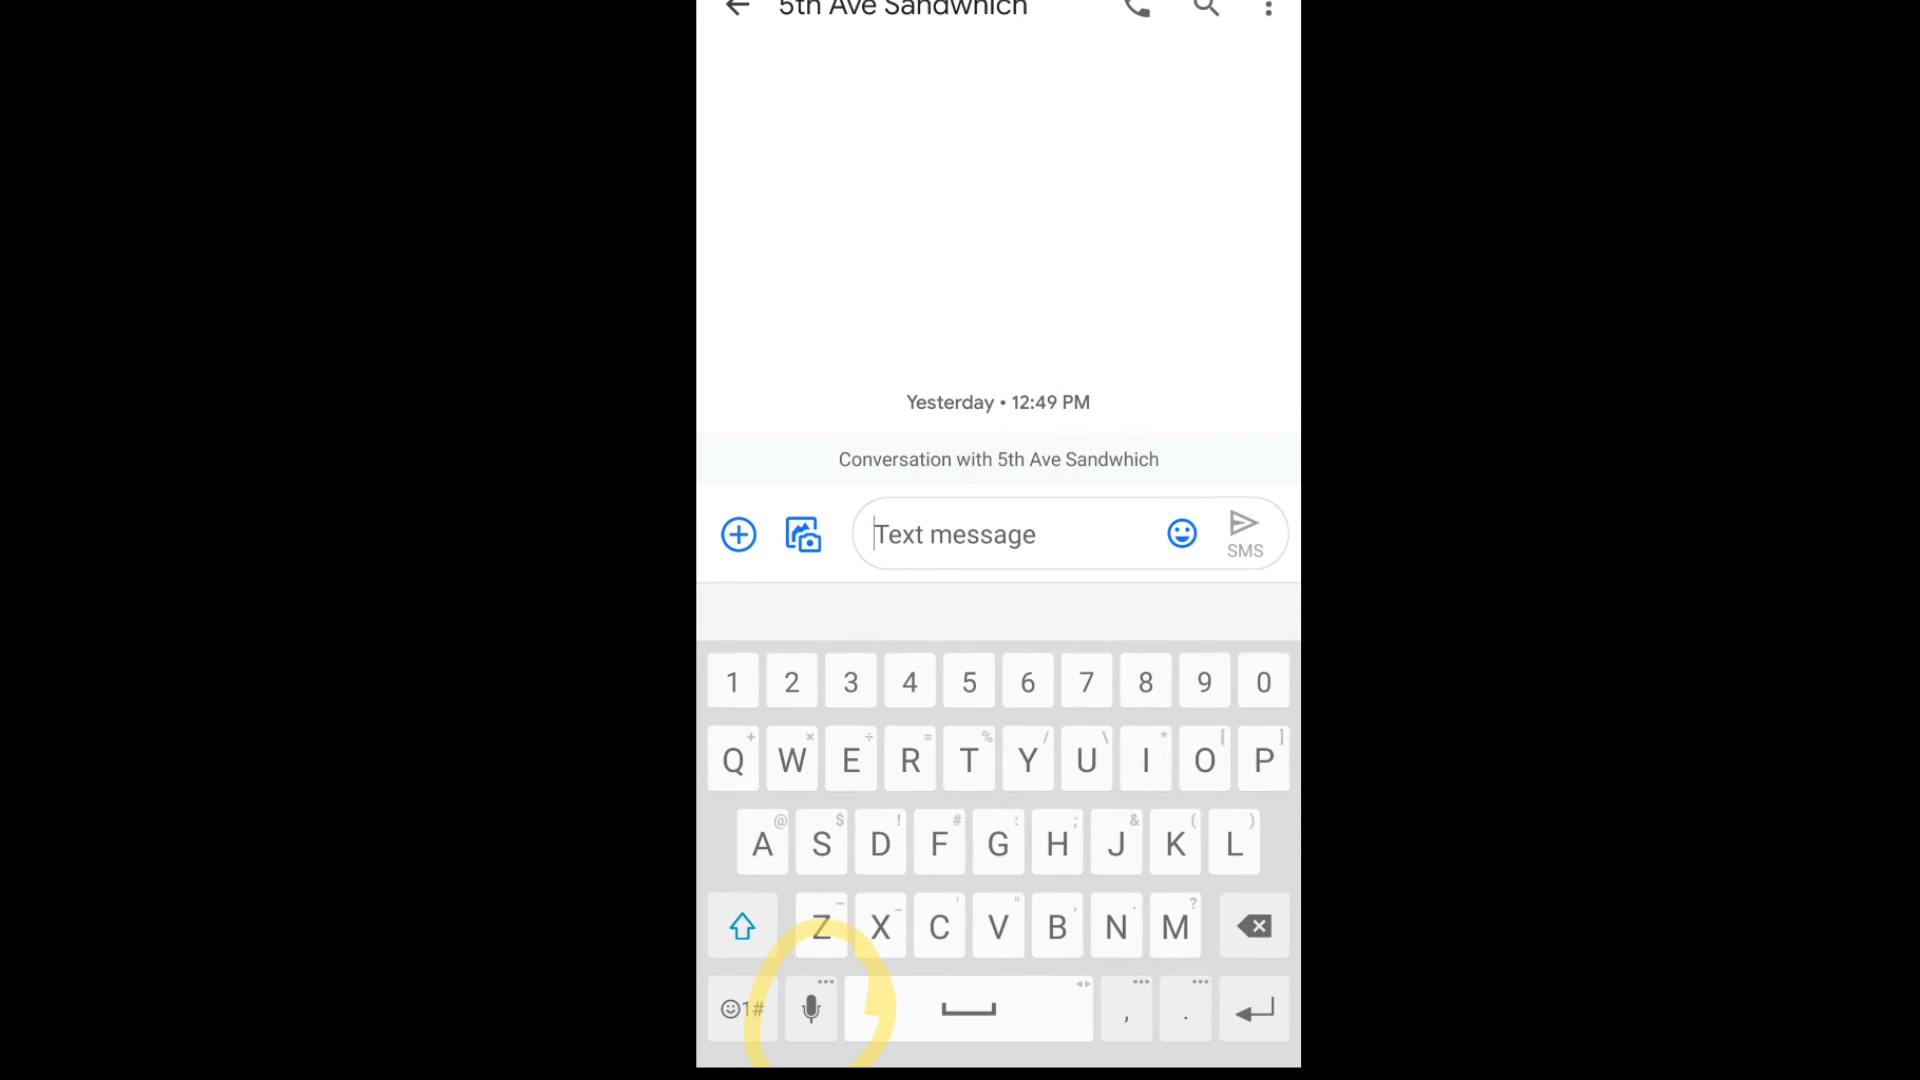 5th Ave Sandwhich
Yesterday • 12:49 PM
Conversation with 5th Ave Sandwhich
Text message
SMS
1 2 3 4 5 6 7 8 9 0
+ × ÷ = % / \ * [ ]
Q W E R T Y U I O P
@ $ ! # : ; & ( )
A S D F G H J K L
– _ ' " , . ?
Z X C V B N M
1# , .